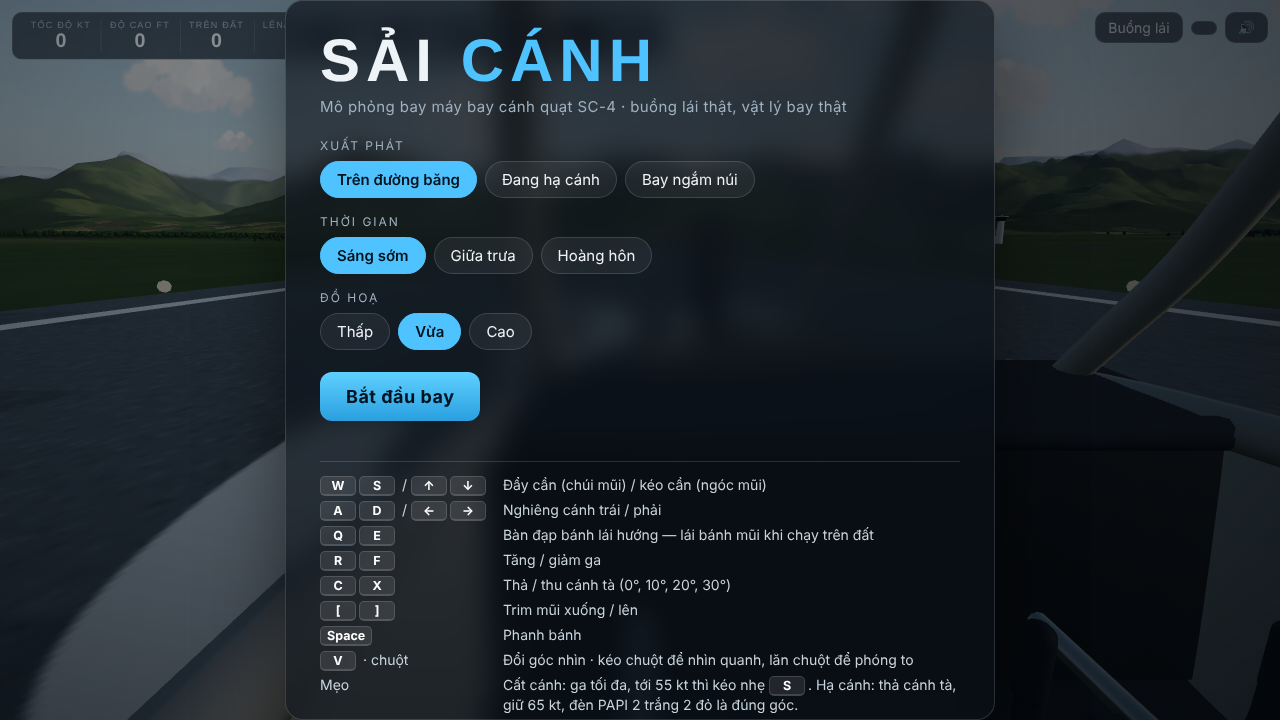 TỐC ĐỘ KT
ĐỘ CAO FT
TRÊN ĐẤT
0
0
0
Buồng lái
SẢI CÁNH
Mô phỏng bay máy bay cánh quạt SC-4 · buồng lái thật, vật lý bay thật
XUẤT PHÁT
Trên đường băng
Đang hạ cánh
Bay ngắm núi
THỜI GIAN
Sáng sớm
Giữa trưa
Hoàng hôn
ĐỒ HOẠ
Thấp
Vừa
Cao
Bắt đầu bay
W S / ↑ ↓ Đẩy cần (chúi mũi) / kéo cần (ngóc mũi)
A D / ← → Nghiêng cánh trái / phải
Q E Bàn đạp bánh lái hướng — lái bánh mũi khi chạy trên đất
R F Tăng / giảm ga
C X Thả / thu cánh tà (0°, 10°, 20°, 30°)
[ ] Trim mũi xuống / lên
Space Phanh bánh
V · chuột Đổi góc nhìn · kéo chuột để nhìn quanh, lăn chuột để phóng to
Mẹo Cất cánh: ga tối đa, tới 55 kt thì kéo nhẹ S . Hạ cánh: thả cánh tà,
giữ 65 kt, đèn PAPI 2 trắng 2 đỏ là đúng góc.